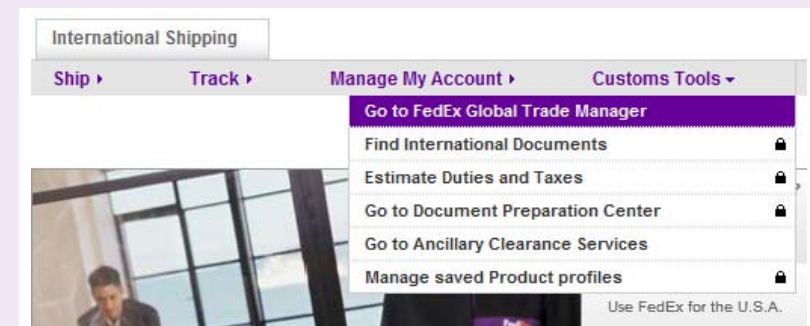 International Shipping
Ship Track Manage My Account Customs Tools
Go to FedEx Global Trade Manager
Find International Documents
Estimate Duties and Taxes
Go to Document Preparation Center
Go to Ancillary Clearance Services
Manage saved Product profiles
Use FedEx for the U.S.A.